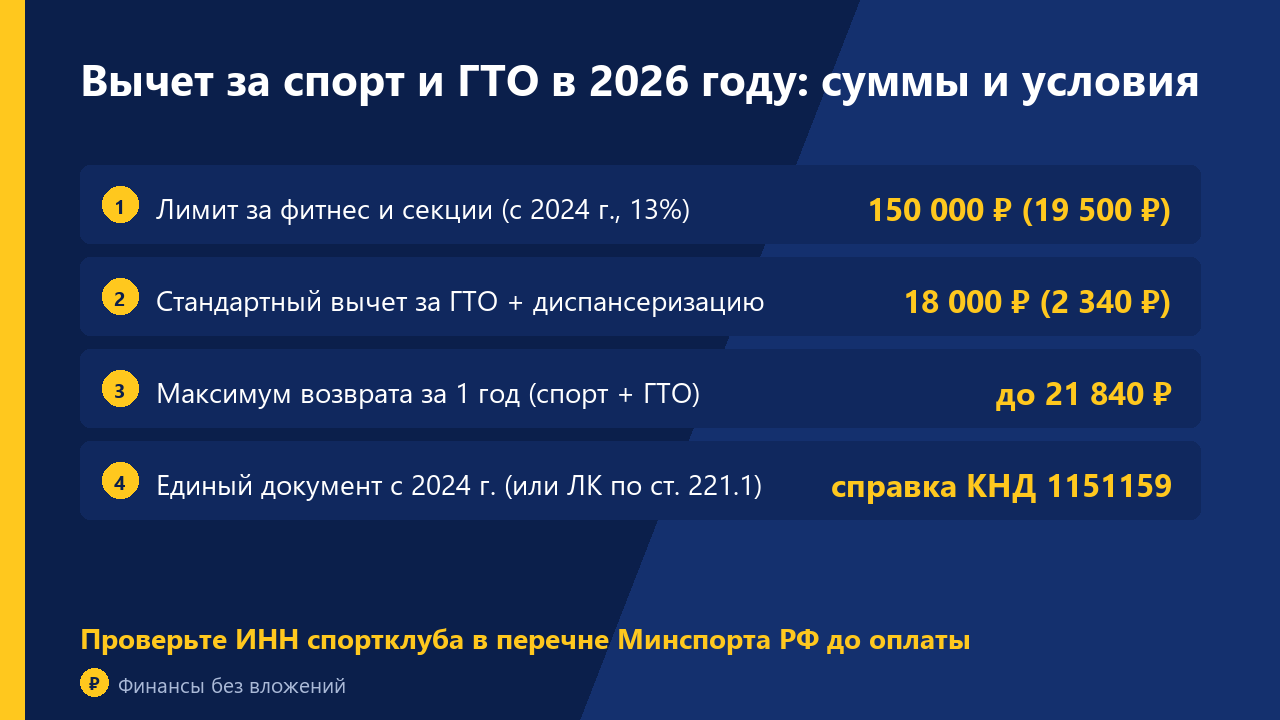 Вычет за спорт и ГТО в 2026 году: суммы и условия
1 Лимит за фитнес и секции (с 2024 г., 13%) 150 000 ₽ (19 500 ₽)
2 Стандартный вычет за ГТО + диспансеризацию 18 000 ₽ (2 340 ₽)
3 Максимум возврата за 1 год (спорт + ГТО) до 21 840 ₽
4 Единый документ с 2024 г. (или ЛК по ст. 221.1) справка КНД 1151159
Проверьте ИНН спортклуба в перечне Минспорта РФ до оплаты
₽ Финансы без вложений